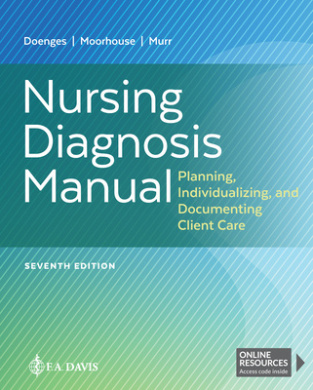 Doenges | Moorhouse | Murr
Nursing
Diagnosis
Manual
Planning,
Individualizing, and
Documenting
Client Care
SEVENTH EDITION
ONLINE
RESOURCES
Access code inside
F.A. DAVIS